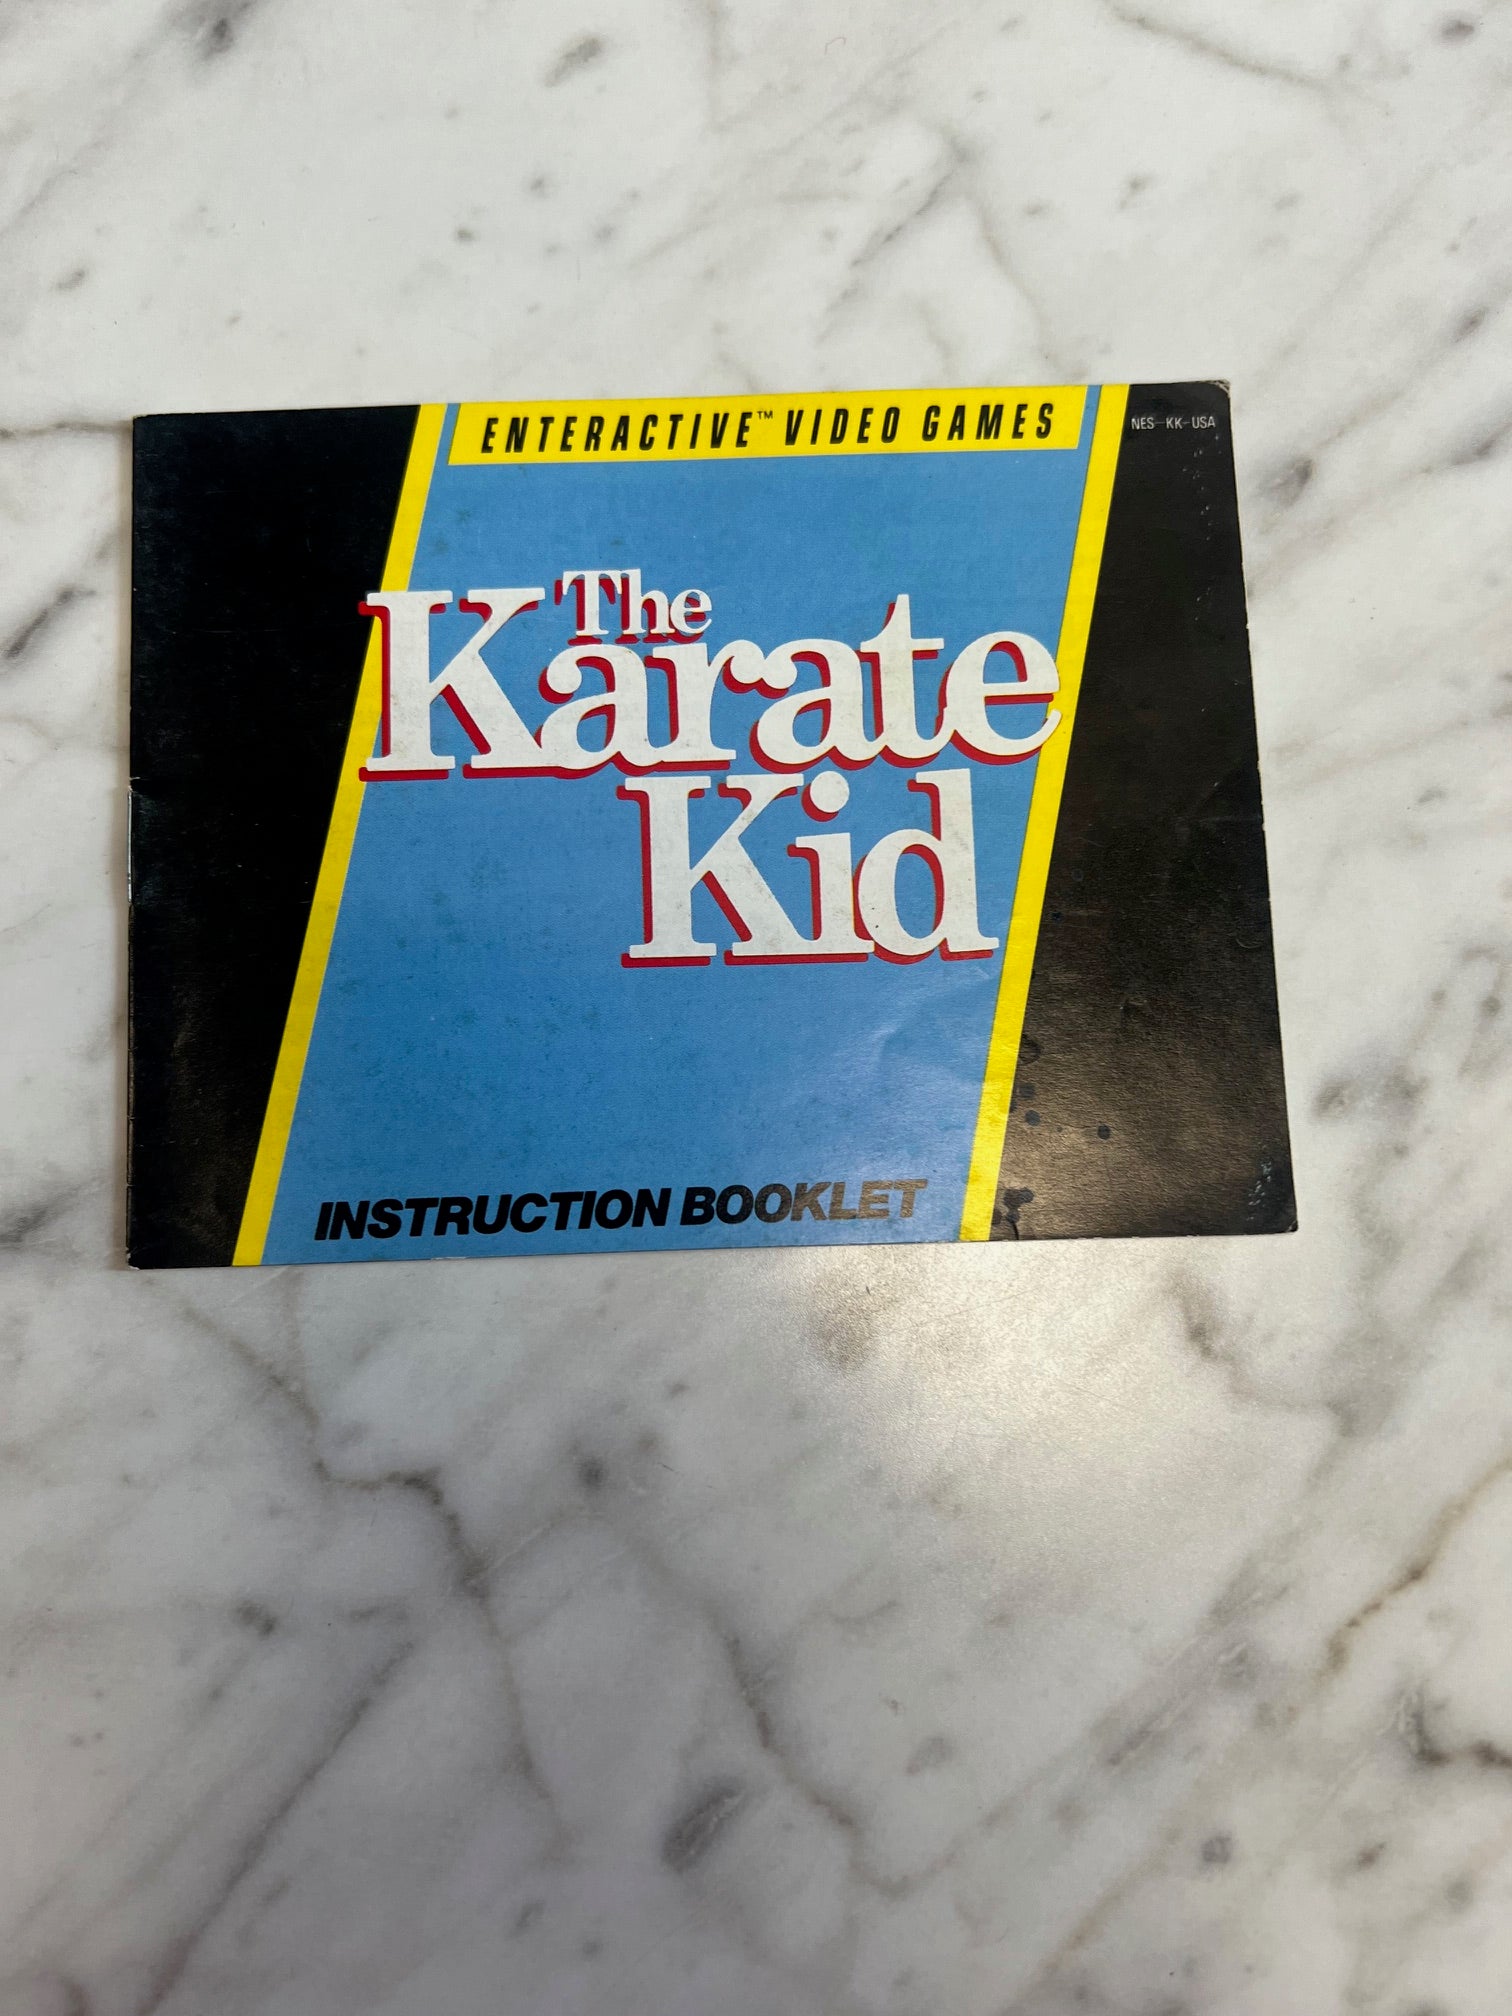 ENTERACTIVE™ VIDEO GAMES
NES-KK-USA
The
Karate
Kid
INSTRUCTION BOOKLET